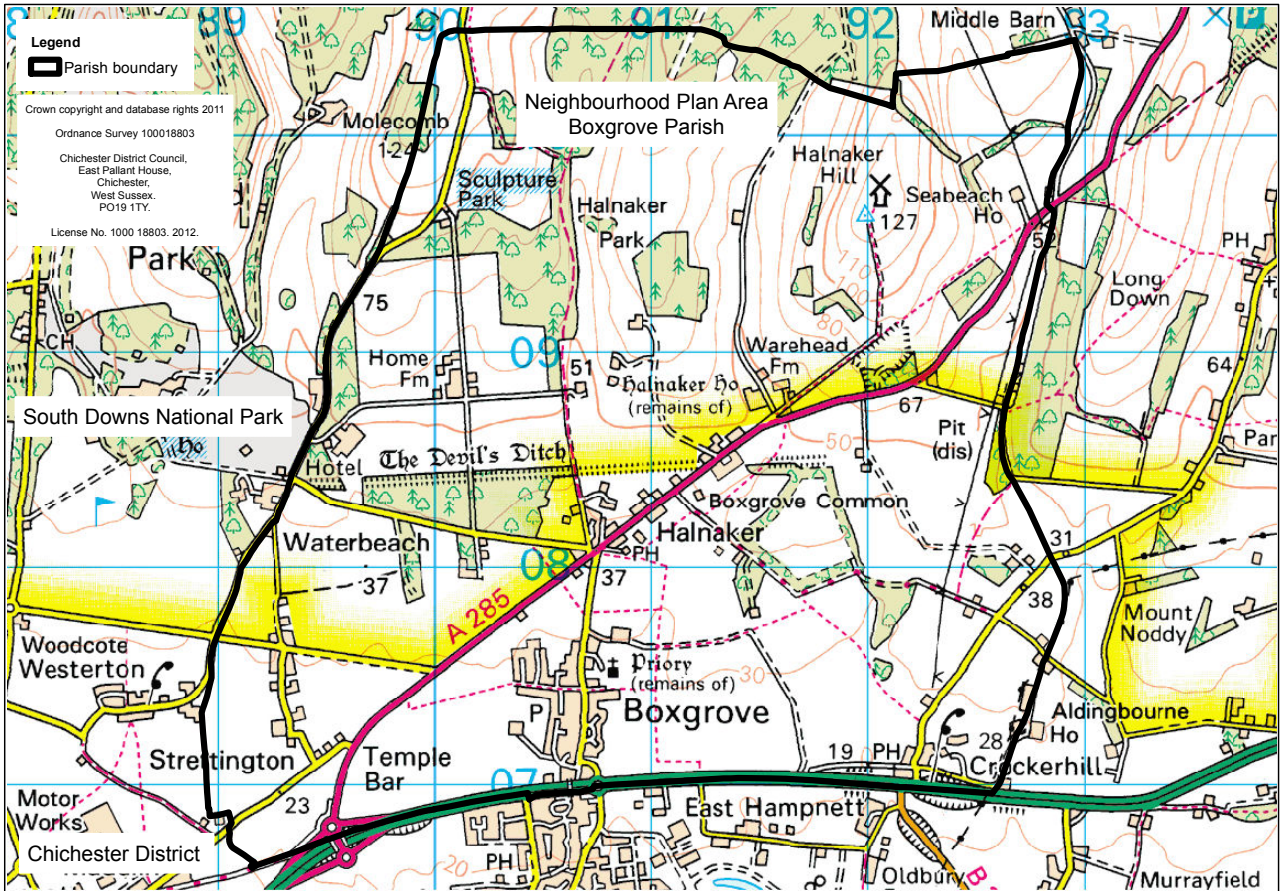 Legend
Parish boundary
Crown copyright and database rights 2011
Ordnance Survey 100018803
Chichester District Council,
East Pallant House,
Chichester,
West Sussex.
PO19 1TY.
License No. 1000 18803. 2012.
Neighbourhood Plan Area
Boxgrove Parish
South Downs National Park
Chichester District
89
90
91
92
93
Middle Barn
P
Molecomb
124
Sculpture
Park
Halnaker
Park
Halnaker
Hill
127
Seabeach
Ho
52
PH
Long
Down
110
100
80
Park
75
CH
Home
Fm
09
51
Halnaker Ho
(remains of)
Warehead
Fm
67
64
50
Pit
(dis)
Par
Ho
Hotel
The Devil's Ditch
Boxgrove Common
Halnaker
PH
Waterbeach
37
08
37
31
38
A 285
Mount
Noddy
Woodcote
Westerton
Priory
(remains of)
30
P
Boxgrove
Aldingbourne
Ho
Strettington
Temple
Bar
07
19
PH
28
Crockerhill
23
Motor
Works
East Hampnett
20
PH
Oldbury
B
Murrayfield